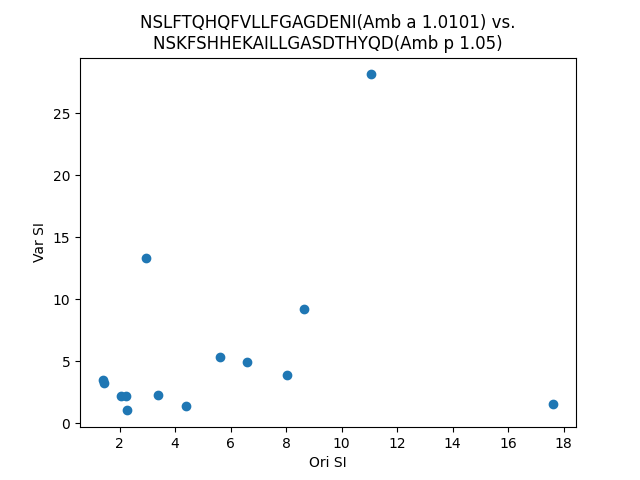 NSLFTQHQFVLLFGAGDENI(Amb a 1.0101) vs.
NSKFSHHEKAILLGASDTHYQD(Amb p 1.05)
25
20
15
10
5
0
Var SI
2 4 6 8 10 12 14 16 18
Ori SI